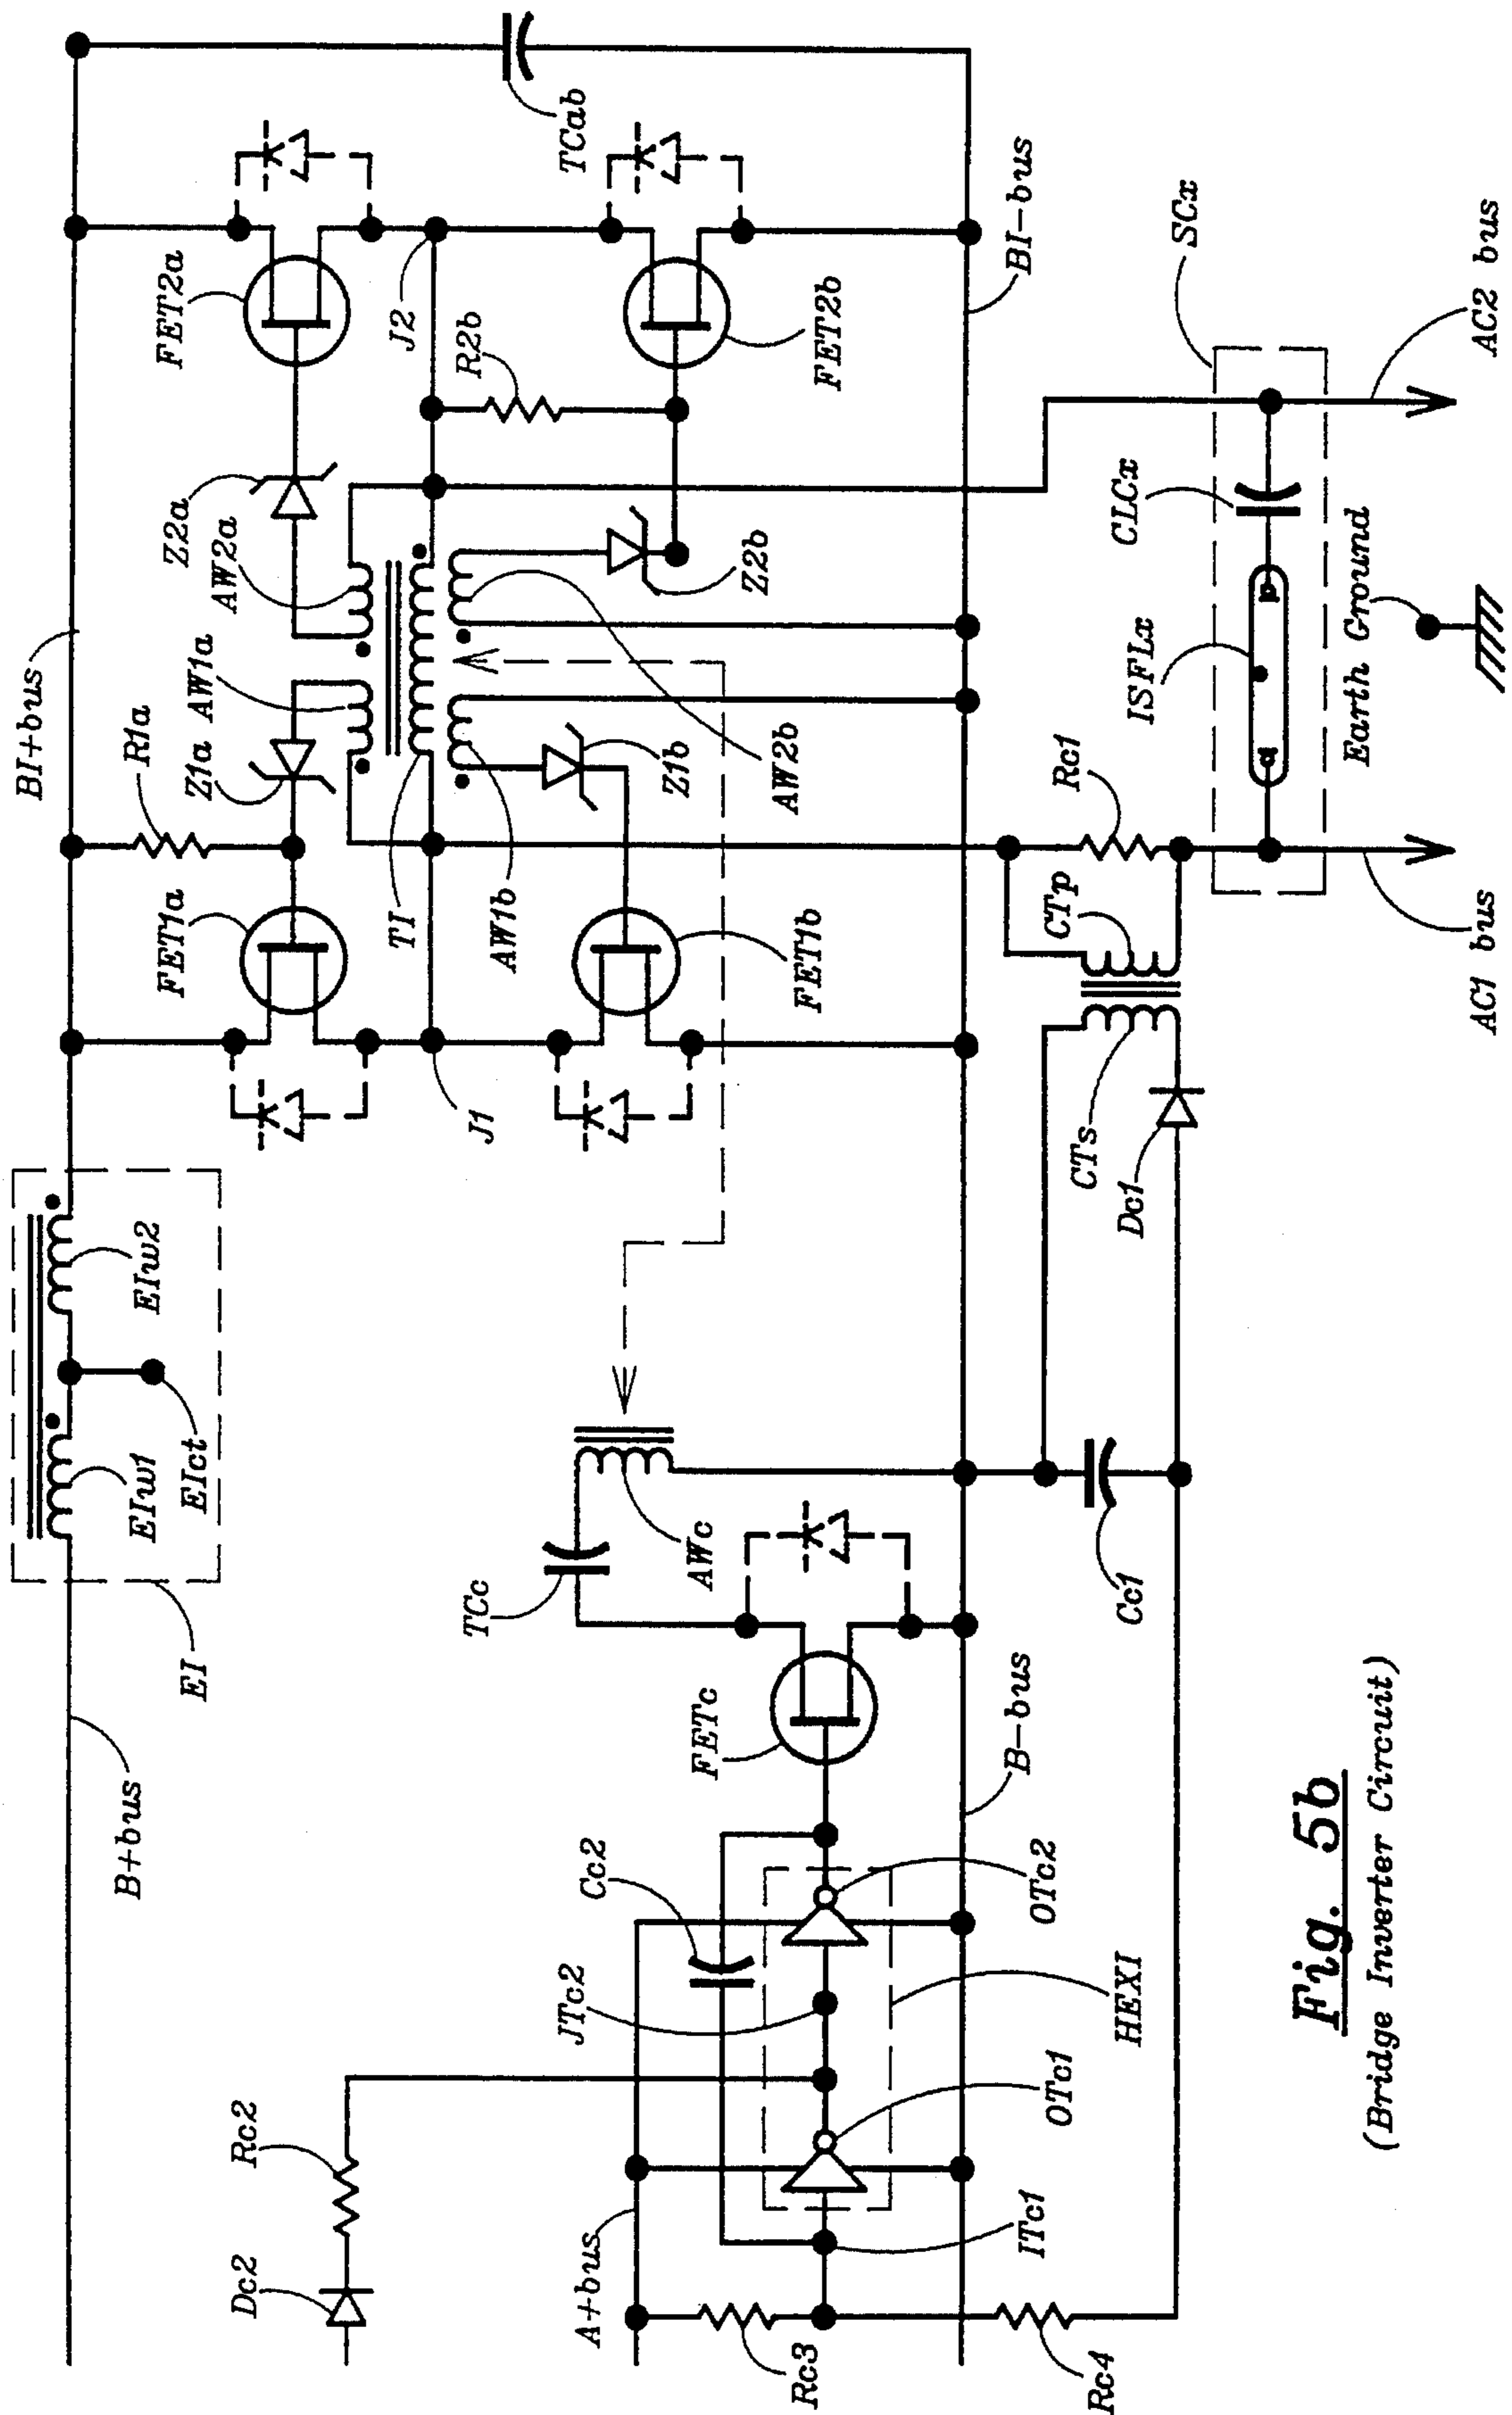 BI+bus
EIw1
EIct
EIw2
EI
B+bus
Rc2
Dc2
A+bus
Rc3
Rc4
ITc1
OTc1
HEXI
JTc2
Cc2
OTc2
B-bus
FETc
TCc
AWc
Cc1
Dc1
CTs
CTp
Rc1
R1a
FET1a
Z1a
AW1a
AW2a
Z2a
FET2a
J1
TI
AW1b
FET1b
Z1b
AW2b
Z2b
R2b
J2
FET2b
TCab
BI-bus
SCx
CLCx
ISFLx
Earth Ground
AC1 bus
AC2 bus
Fig. 5b
(Bridge Inverter Circuit)